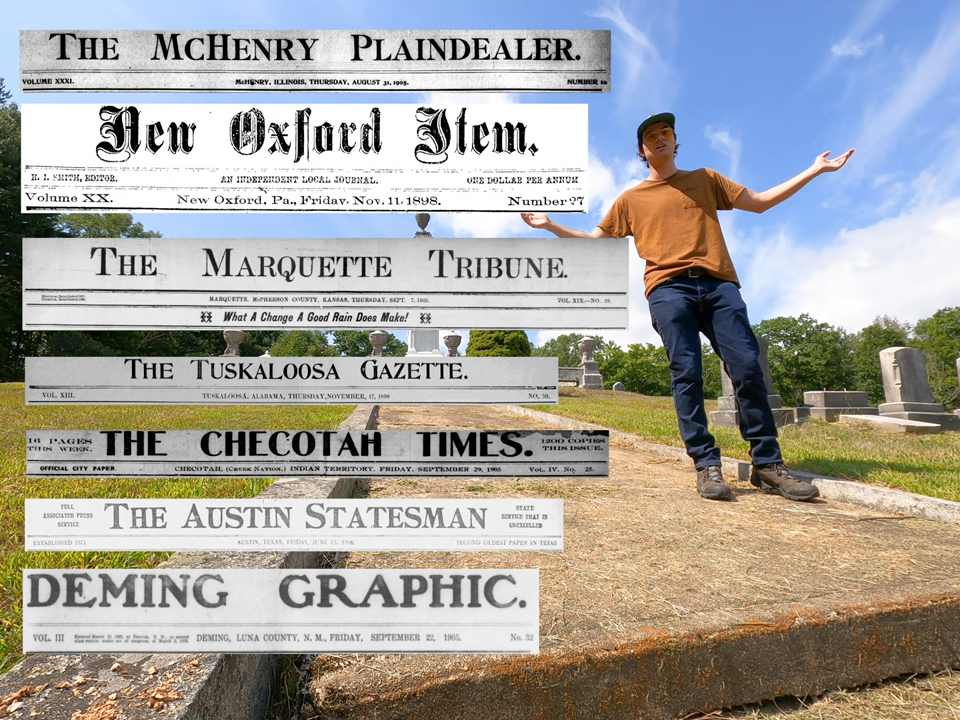 THE MCHENRY PLAINDEALER.
VOLUME XXXI. MCHENRY, ILLINOIS, THURSDAY, AUGUST 31, 1905. NUMBER
New Oxford Item.
H. I. SMITH, EDITOR. AN INDEPENDENT LOCAL JOURNAL. ONE DOLLAR PER ANNUM
Volume XX. New Oxford, Pa., Friday, Nov. 11, 1898. Number 27
THE MARQUETTE TRIBUNE.
MARQUETTE, McPHERSON COUNTY, KANSAS, THURSDAY, SEPT. 7, 1905. VOL. XIX.—NO. 28.
What A Change A Good Rain Does Make!
THE TUSKALOOSA GAZETTE.
VOL. XIII. TUSKALOOSA, ALABAMA, THURSDAY, NOVEMBER, 17, NO,
16 PAGES THIS WEEK. THE CHECOTAH TIMES. 1200 COPIES THIS ISSUE.
OFFICIAL CITY PAPER. CHECOTAH, (CREEK NATION,) INDIAN TERRITORY, FRIDAY, SEPTEMBER 29, 1905 VOL. IV. No. 25.
FULL ASSOCIATED PRESS SERVICE THE AUSTIN STATESMAN STATE SERVICE THAT IS UNEXCELLED
ESTABLISHED 1871 AUSTIN, TEXAS, FRIDAY, JUNE 15, SECOND OLDEST PAPER IN TEXAS
DEMING GRAPHIC.
VOL. III DEMING, LUNA COUNTY, N. M., FRIDAY, SEPTEMBER 22, 1905, No. 32